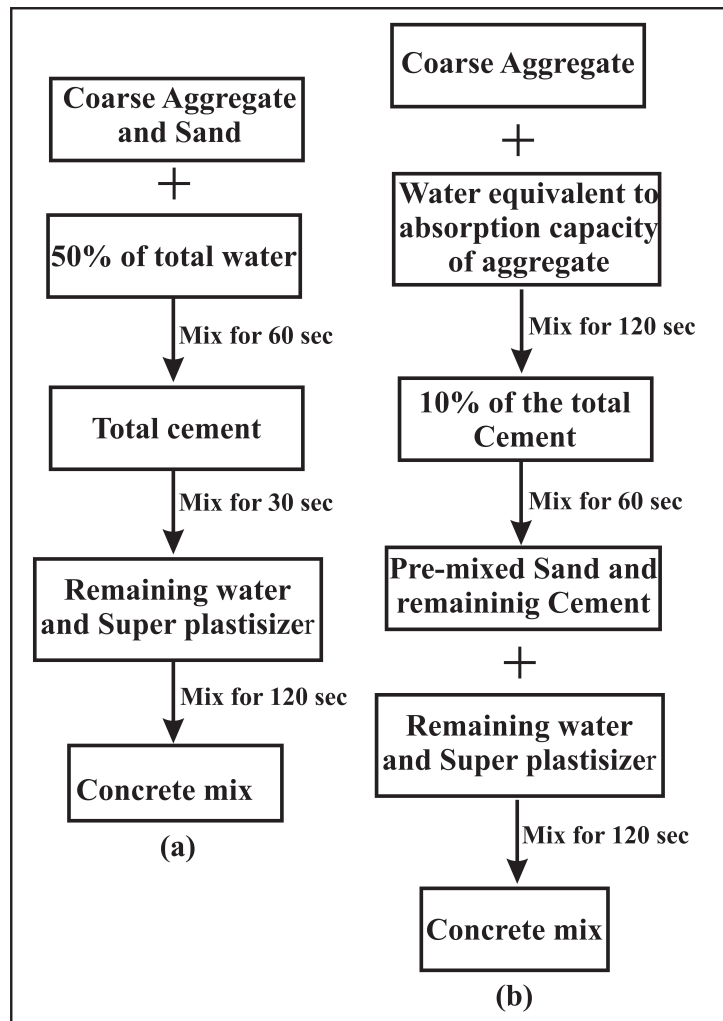 Coarse Aggregate
and Sand
+
50% of total water
Mix for 60 sec
Total cement
Mix for 30 sec
Remaining water
and Super plastisizer
Mix for 120 sec
Concrete mix
(a)
Coarse Aggregate
+
Water equivalent to
absorption capacity
of aggregate
Mix for 120 sec
10% of the total
Cement
Mix for 60 sec
Pre-mixed Sand and
remaininig Cement
+
Remaining water
and Super plastisizer
Mix for 120 sec
Concrete mix
(b)